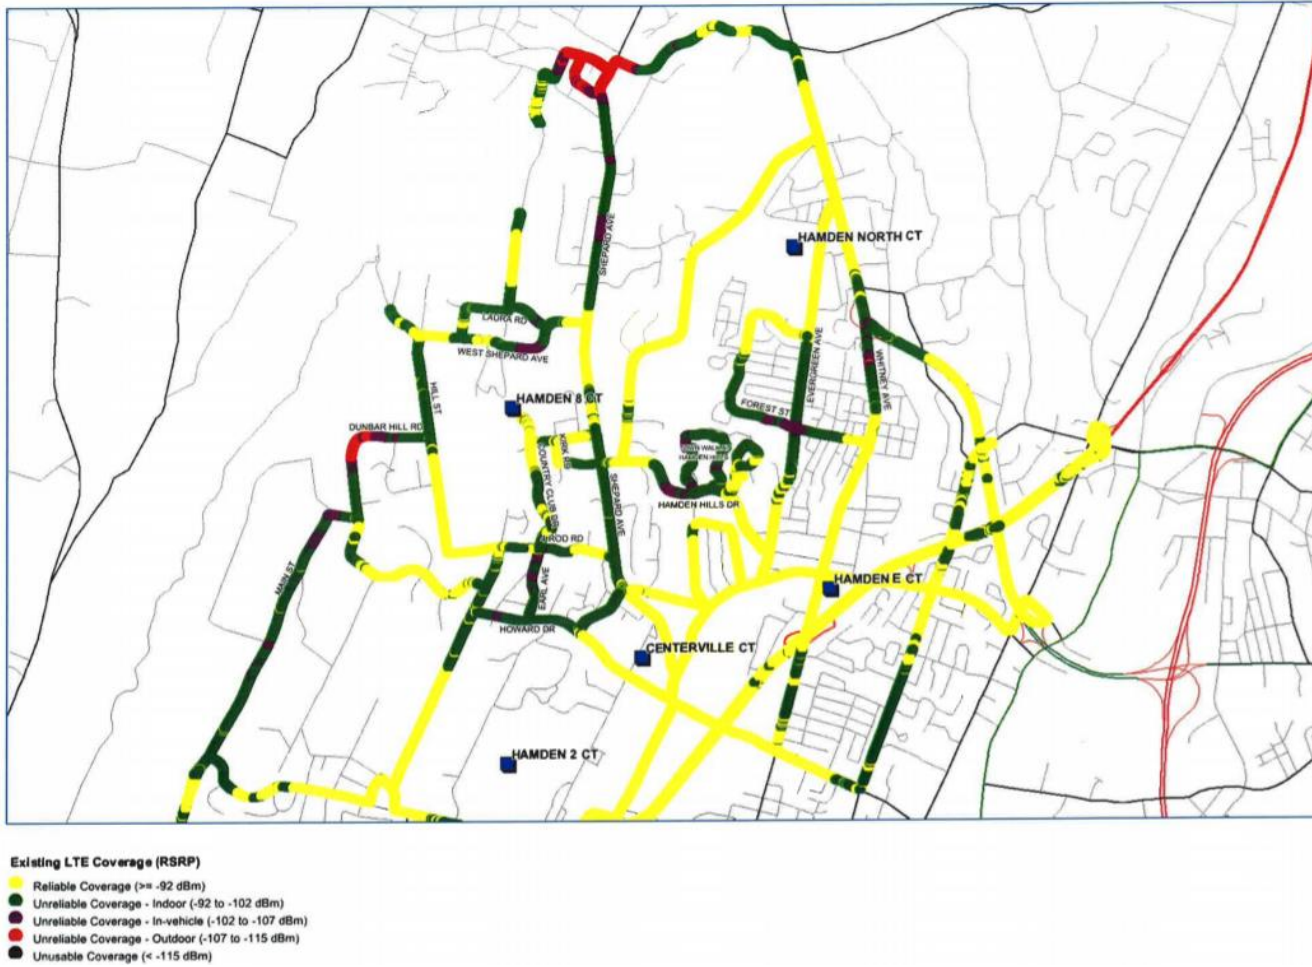 HAMDEN NORTH CT
SHEPARD AVE
LAURA RD
WEST SHEPARD AVE
EVERGREEN AVE
WHITNEY AVE
HILL ST
HAMDEN 8 CT
FOREST ST
DUNBAR HILL RD
KIRK RD
COUNTRY CLUB DR
HAMDEN HILLS
SHEPARD AVE
HAMDEN HILLS DR
MAIN ST
EARL AVE
HAMDEN E CT
HOWARD DR
CENTERVILLE CT
HAMDEN 2 CT
Existing LTE Coverage (RSRP)
Reliable Coverage (>= -92 dBm)
Unreliable Coverage - Indoor (-92 to -102 dBm)
Unreliable Coverage - In-vehicle (-102 to -107 dBm)
Unreliable Coverage - Outdoor (-107 to -115 dBm)
Unusable Coverage (< -115 dBm)